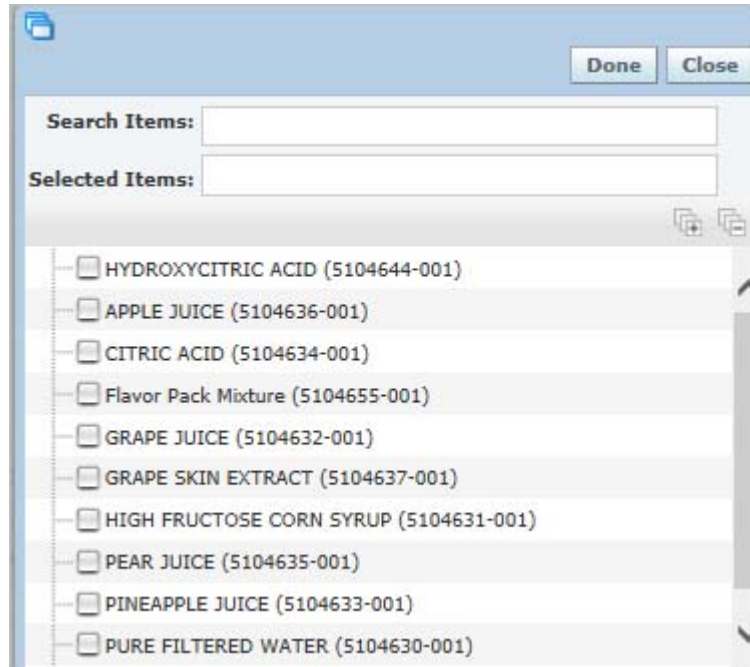 Done Close
Search Items:
Selected Items:
HYDROXYCITRIC ACID (5104644-001)
APPLE JUICE (5104636-001)
CITRIC ACID (5104634-001)
Flavor Pack Mixture (5104655-001)
GRAPE JUICE (5104632-001)
GRAPE SKIN EXTRACT (5104637-001)
HIGH FRUCTOSE CORN SYRUP (5104631-001)
PEAR JUICE (5104635-001)
PINEAPPLE JUICE (5104633-001)
PURE FILTERED WATER (5104630-001)